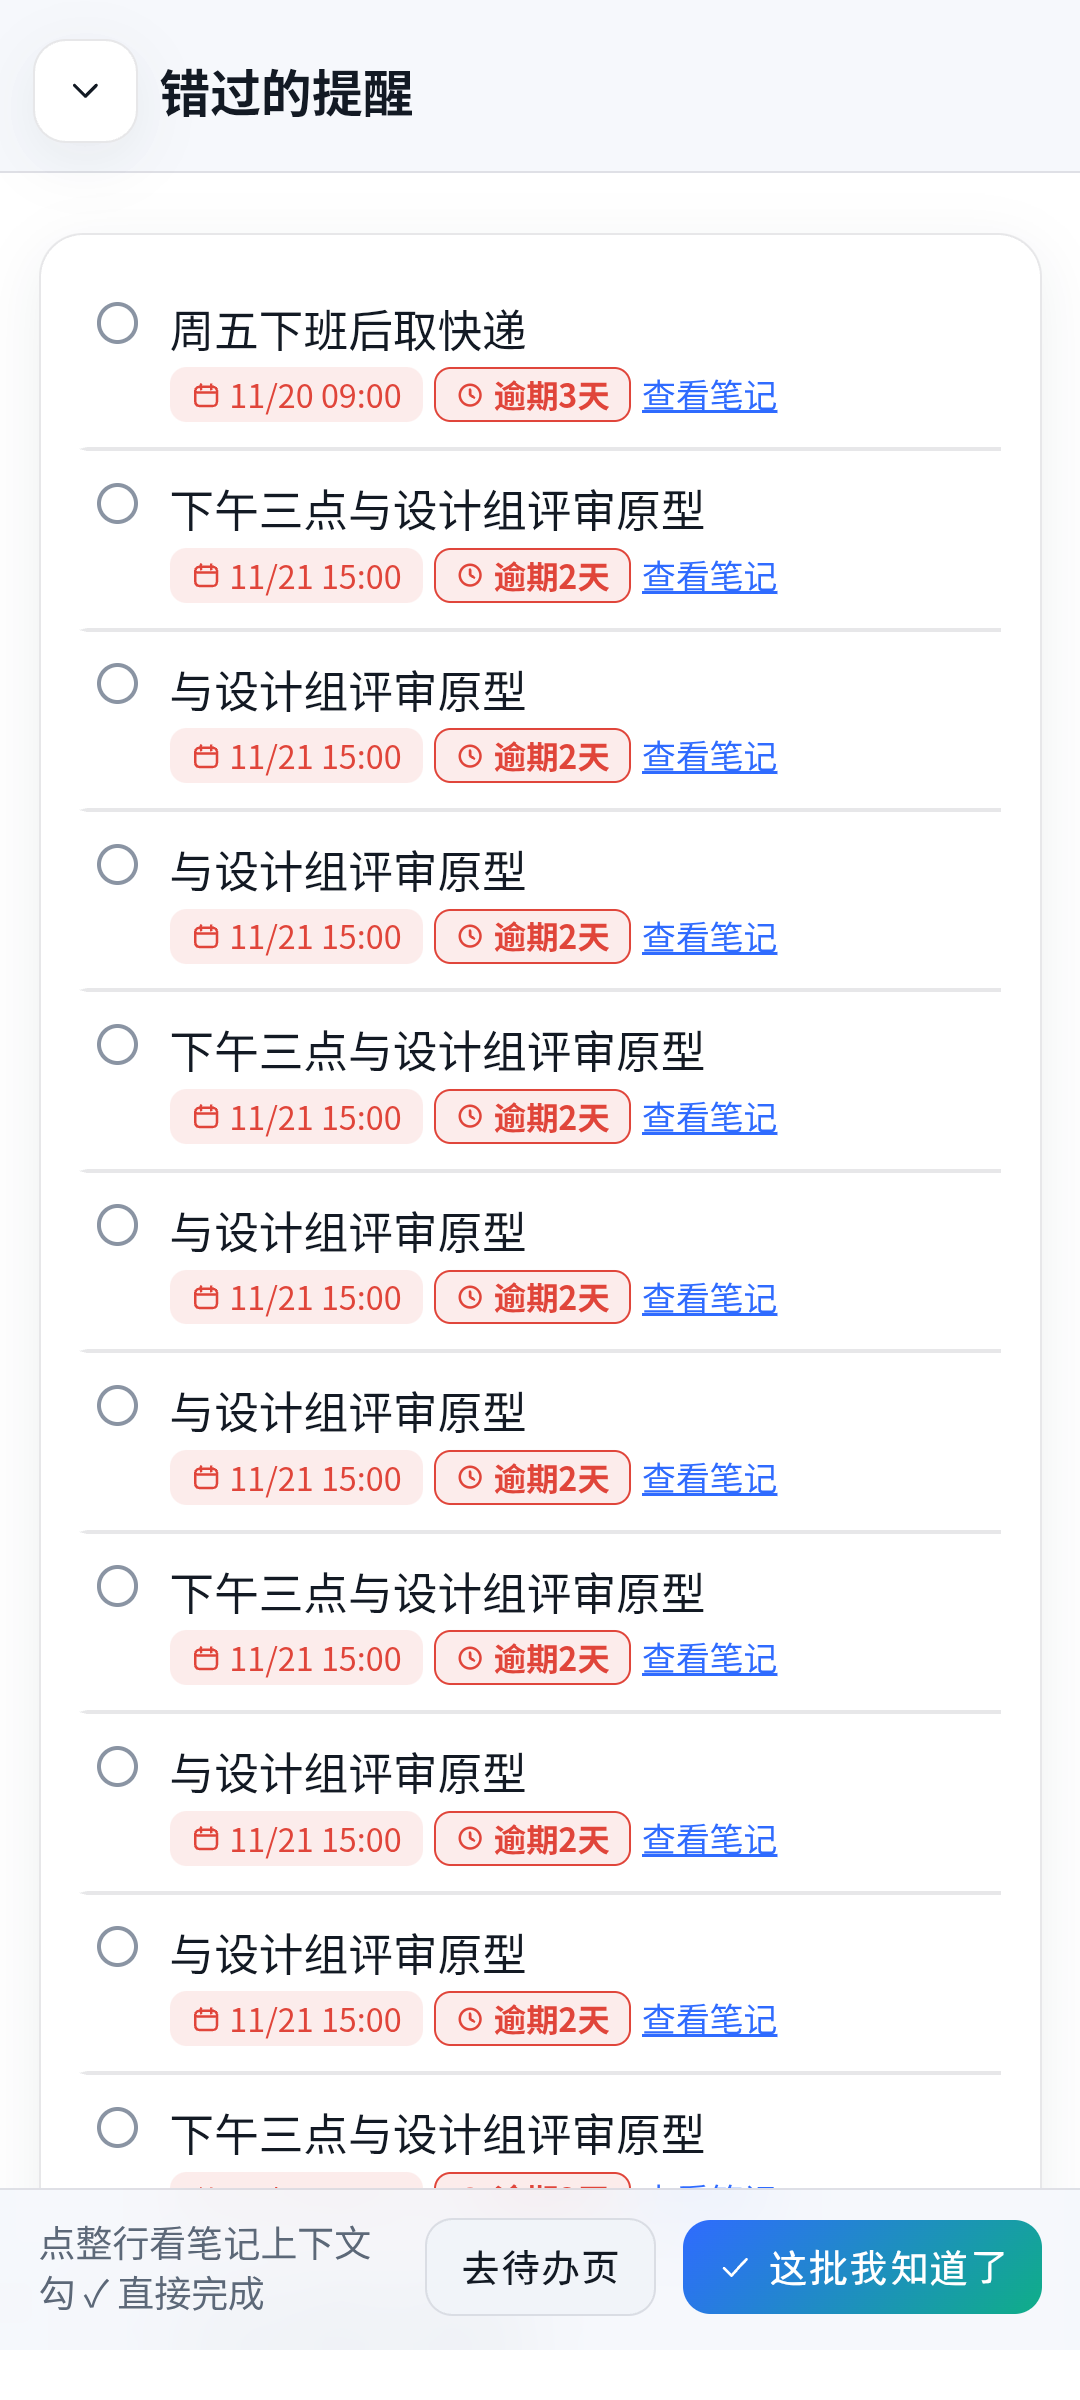 错过的提醒
周五下班后取快递
11/20 09:00 逾期3天 查看笔记
下午三点与设计组评审原型
11/21 15:00 逾期2天 查看笔记
与设计组评审原型
11/21 15:00 逾期2天 查看笔记
与设计组评审原型
11/21 15:00 逾期2天 查看笔记
下午三点与设计组评审原型
11/21 15:00 逾期2天 查看笔记
与设计组评审原型
11/21 15:00 逾期2天 查看笔记
与设计组评审原型
11/21 15:00 逾期2天 查看笔记
下午三点与设计组评审原型
11/21 15:00 逾期2天 查看笔记
与设计组评审原型
11/21 15:00 逾期2天 查看笔记
与设计组评审原型
11/21 15:00 逾期2天 查看笔记
下午三点与设计组评审原型
点整行看笔记上下文
勾 ✓ 直接完成
去待办页
✓ 这批我知道了